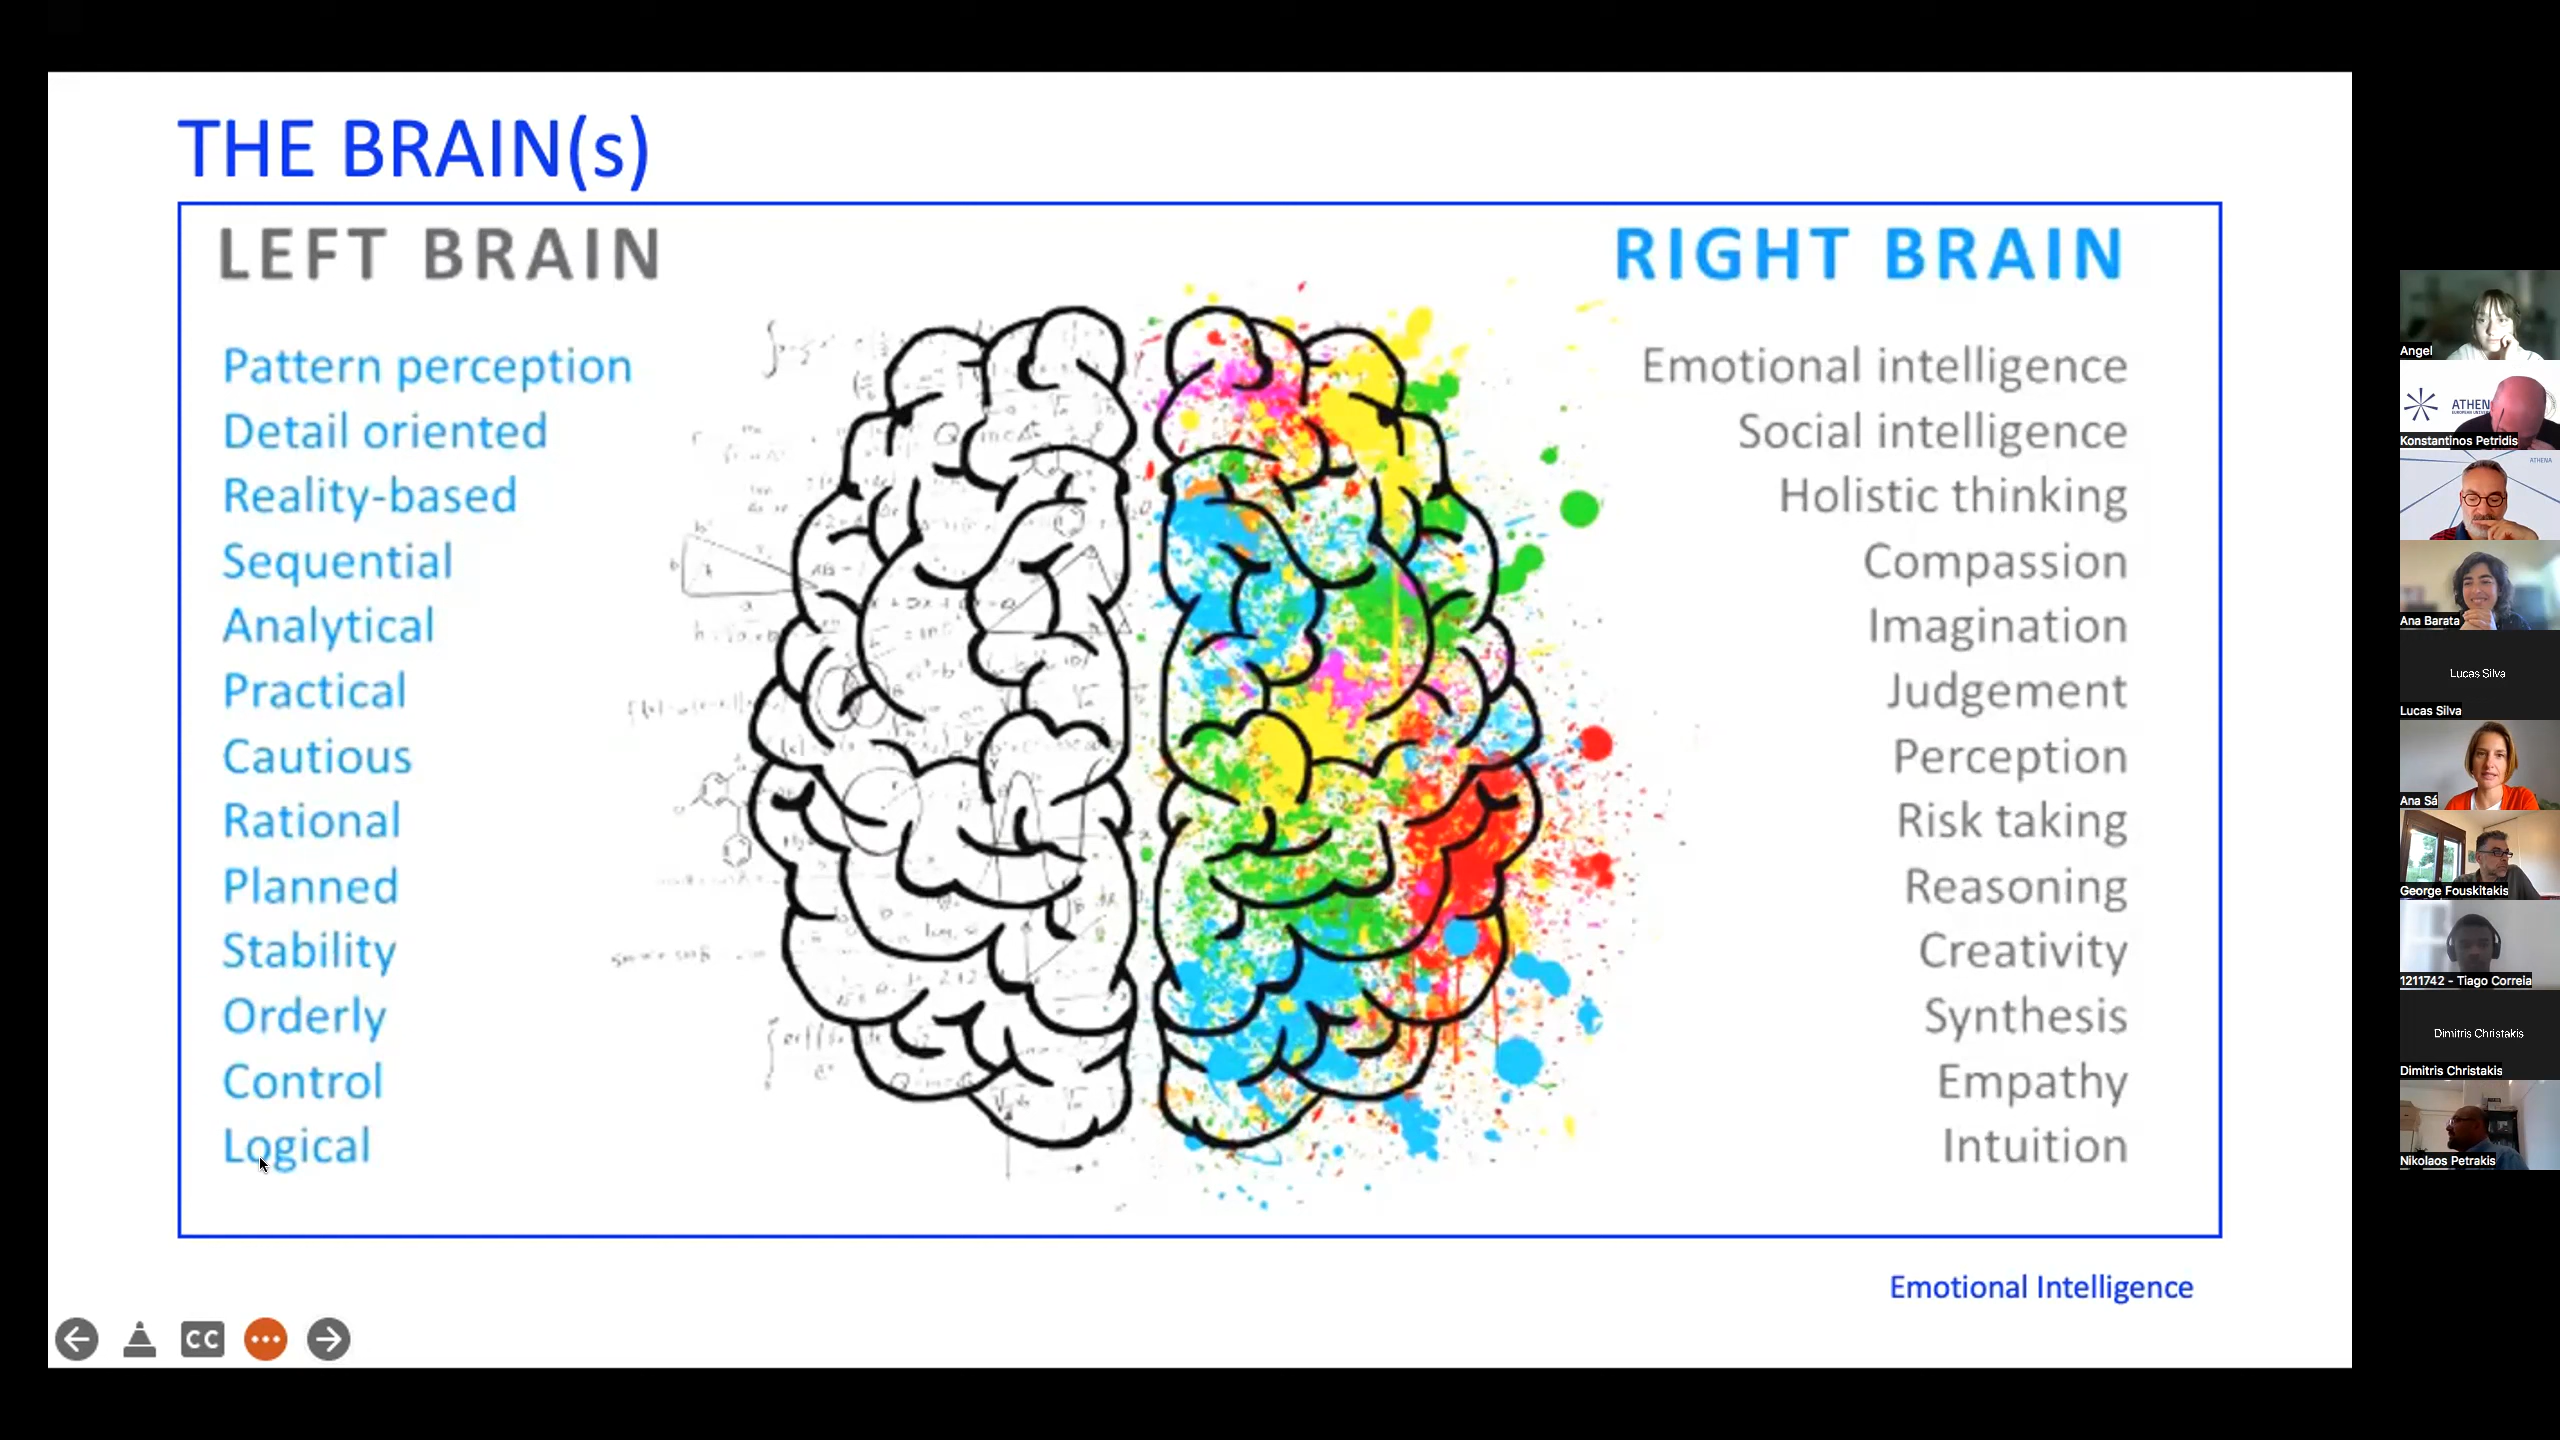 THE BRAIN(s)
LEFT BRAIN
Pattern perception
Detail oriented
Reality-based
Sequential
Analytical
Practical
Cautious
Rational
Planned
Stability
Orderly
Control
Logical
RIGHT BRAIN
Emotional intelligence
Social intelligence
Holistic thinking
Compassion
Imagination
Judgement
Perception
Risk taking
Reasoning
Creativity
Synthesis
Empathy
Intuition
Emotional Intelligence
CC
Angel
ATHEN
Konstantinos Petridis
ATHENA
Ana Barata
Lucas Silva
Lucas Silva
Ana Sá
George Fouskitakis
1211742 - Tiago Correia
Dimitris Christakis
Dimitris Christakis
Nikolaos Petrakis